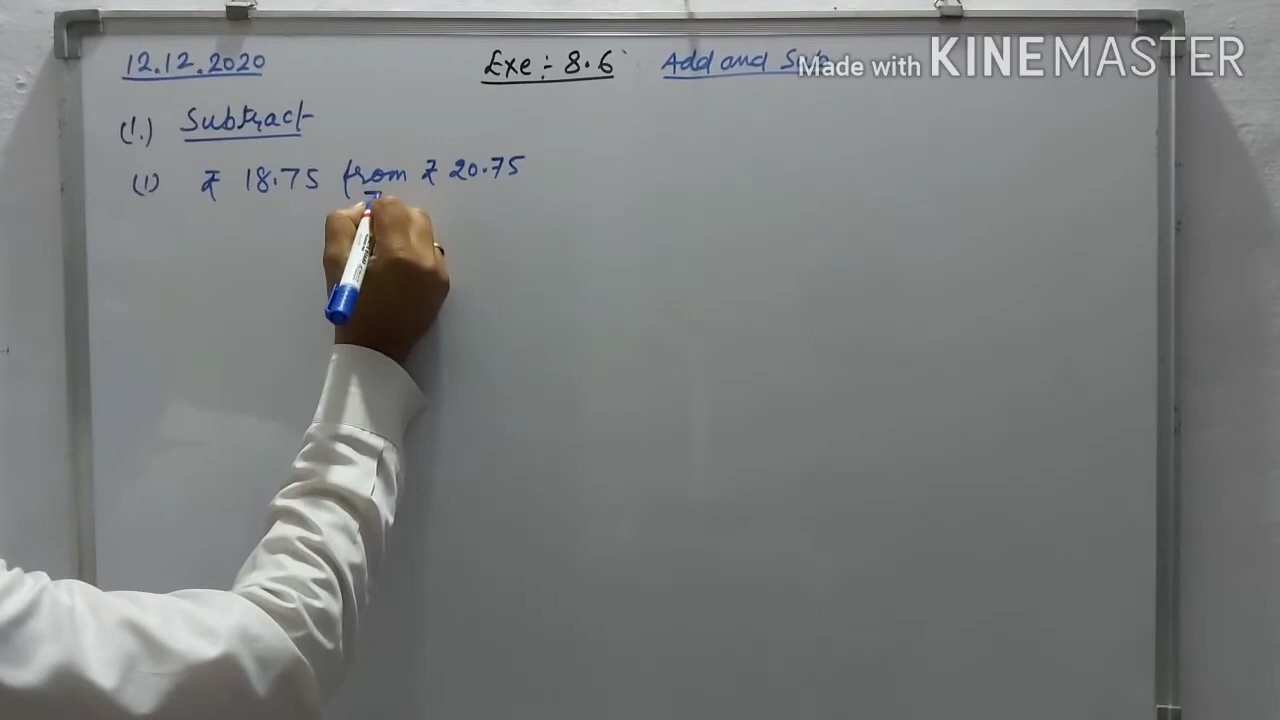 12.12.2020 Exe÷ 8.6 Add and Sub
Made with KINEMASTER
(1.) Subtract
(1) ₹ 18.75 from ₹ 20.75